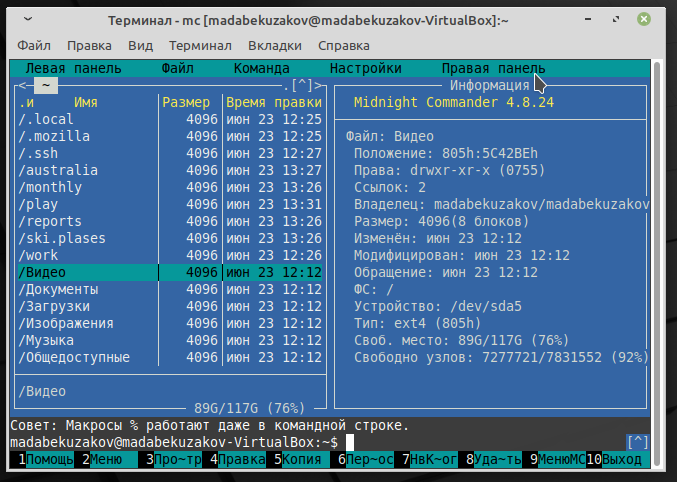 Терминал - mc [madabekuzakov@madabekuzakov-VirtualBox]:~
Файл Правка Вид Терминал Вкладки Справка
Левая панель Файл Команда Настройки Правая панель
<─ ~ ─.[^]>
.и Имя Размер Время правки
/.local 4096 июн 23 12:25
/.mozilla 4096 июн 23 12:25
/.ssh 4096 июн 23 12:27
/australia 4096 июн 23 13:27
/monthly 4096 июн 23 13:26
/play 4096 июн 23 13:31
/reports 4096 июн 23 13:26
/ski.plases 4096 июн 23 13:26
/work 4096 июн 23 12:26
/Видео 4096 июн 23 12:12
/Документы 4096 июн 23 12:12
/Загрузки 4096 июн 23 12:12
/Изображения 4096 июн 23 12:12
/Музыка 4096 июн 23 12:12
/Общедоступные 4096 июн 23 12:12
/Видео
89G/117G (76%)
Информация
Midnight Commander 4.8.24
Файл: Видео
Положение: 805h:5C42BEh
Права: drwxr-xr-x (0755)
Ссылок: 2
Владелец: madabekuzakov/madabekuzakov
Размер: 4096(8 блоков)
Изменён: июн 23 12:12
Модифицирован: июн 23 12:12
Обращение: июн 23 12:12
ФС: /
Устройство: /dev/sda5
Тип: ext4 (805h)
Своб. место: 89G/117G (76%)
Свободно узлов: 7277721/7831552 (92%)
Совет: Макросы % работают даже в командной строке.
madabekuzakov@madabekuzakov-VirtualBox:~$ [^]
1Помощь 2Меню 3Про~тр 4Правка 5Копия 6Пер~ос 7НвК~ог 8Уда~ть 9МенюМС 10Выход